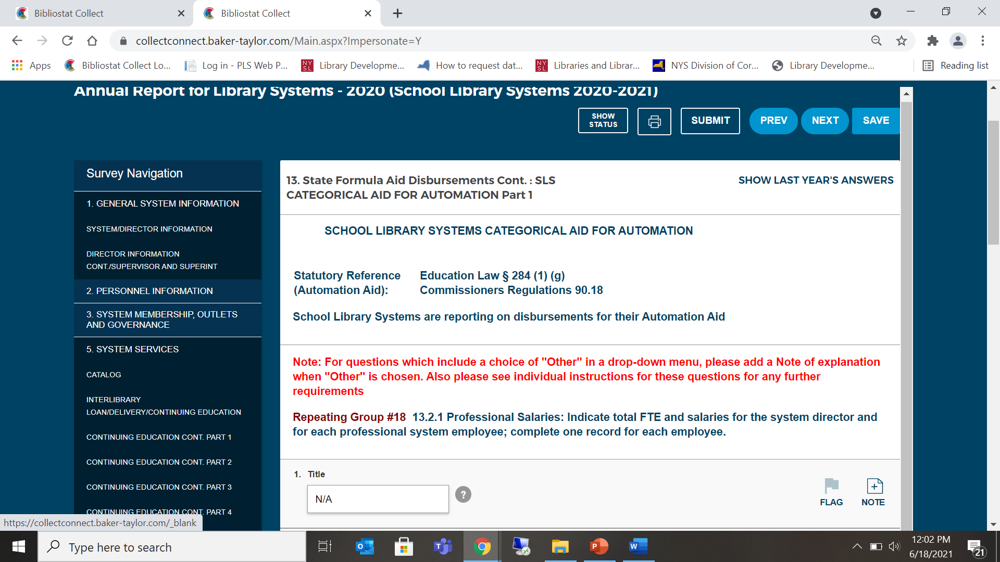 Bibliostat Collect
Bibliostat Collect
collectconnect.baker-taylor.com/Main.aspx?Impersonate=Y
Apps
Bibliostat Collect Lo...
Log in - PLS Web P...
NY SL
Library Developme...
How to request dat...
NY SL
Libraries and Librar...
NYS Division of Cor...
Library Developme...
Reading list
Annual Report for Library Systems - 2020 (School Library Systems 2020-2021)
SHOW
STATUS
SUBMIT
PREV
NEXT
SAVE
Survey Navigation
1. GENERAL SYSTEM INFORMATION
SYSTEM/DIRECTOR INFORMATION
DIRECTOR INFORMATION
CONT./SUPERVISOR AND SUPERINT
2. PERSONNEL INFORMATION
3. SYSTEM MEMBERSHIP, OUTLETS
AND GOVERNANCE
5. SYSTEM SERVICES
CATALOG
INTERLIBRARY
LOAN/DELIVERY/CONTINUING EDUCATION
CONTINUING EDUCATION CONT. PART 1
CONTINUING EDUCATION CONT. PART 2
CONTINUING EDUCATION CONT. PART 3
CONTINUING EDUCATION CONT. PART 4
13. State Formula Aid Disbursements Cont. : SLS
CATEGORICAL AID FOR AUTOMATION Part 1
SHOW LAST YEAR'S ANSWERS
SCHOOL LIBRARY SYSTEMS CATEGORICAL AID FOR AUTOMATION
Statutory Reference
(Automation Aid):
Education Law § 284 (1) (g)
Commissioners Regulations 90.18
School Library Systems are reporting on disbursements for their Automation Aid
Note: For questions which include a choice of "Other" in a drop-down menu, please add a Note of explanation
when "Other" is chosen. Also please see individual instructions for these questions for any further
requirements
Repeating Group #18 13.2.1 Professional Salaries: Indicate total FTE and salaries for the system director and
for each professional system employee; complete one record for each employee.
1. Title
N/A
?
FLAG
NOTE
https://collectconnect.baker-taylor.com/_blank
Type here to search
12:02 PM
6/18/2021
21